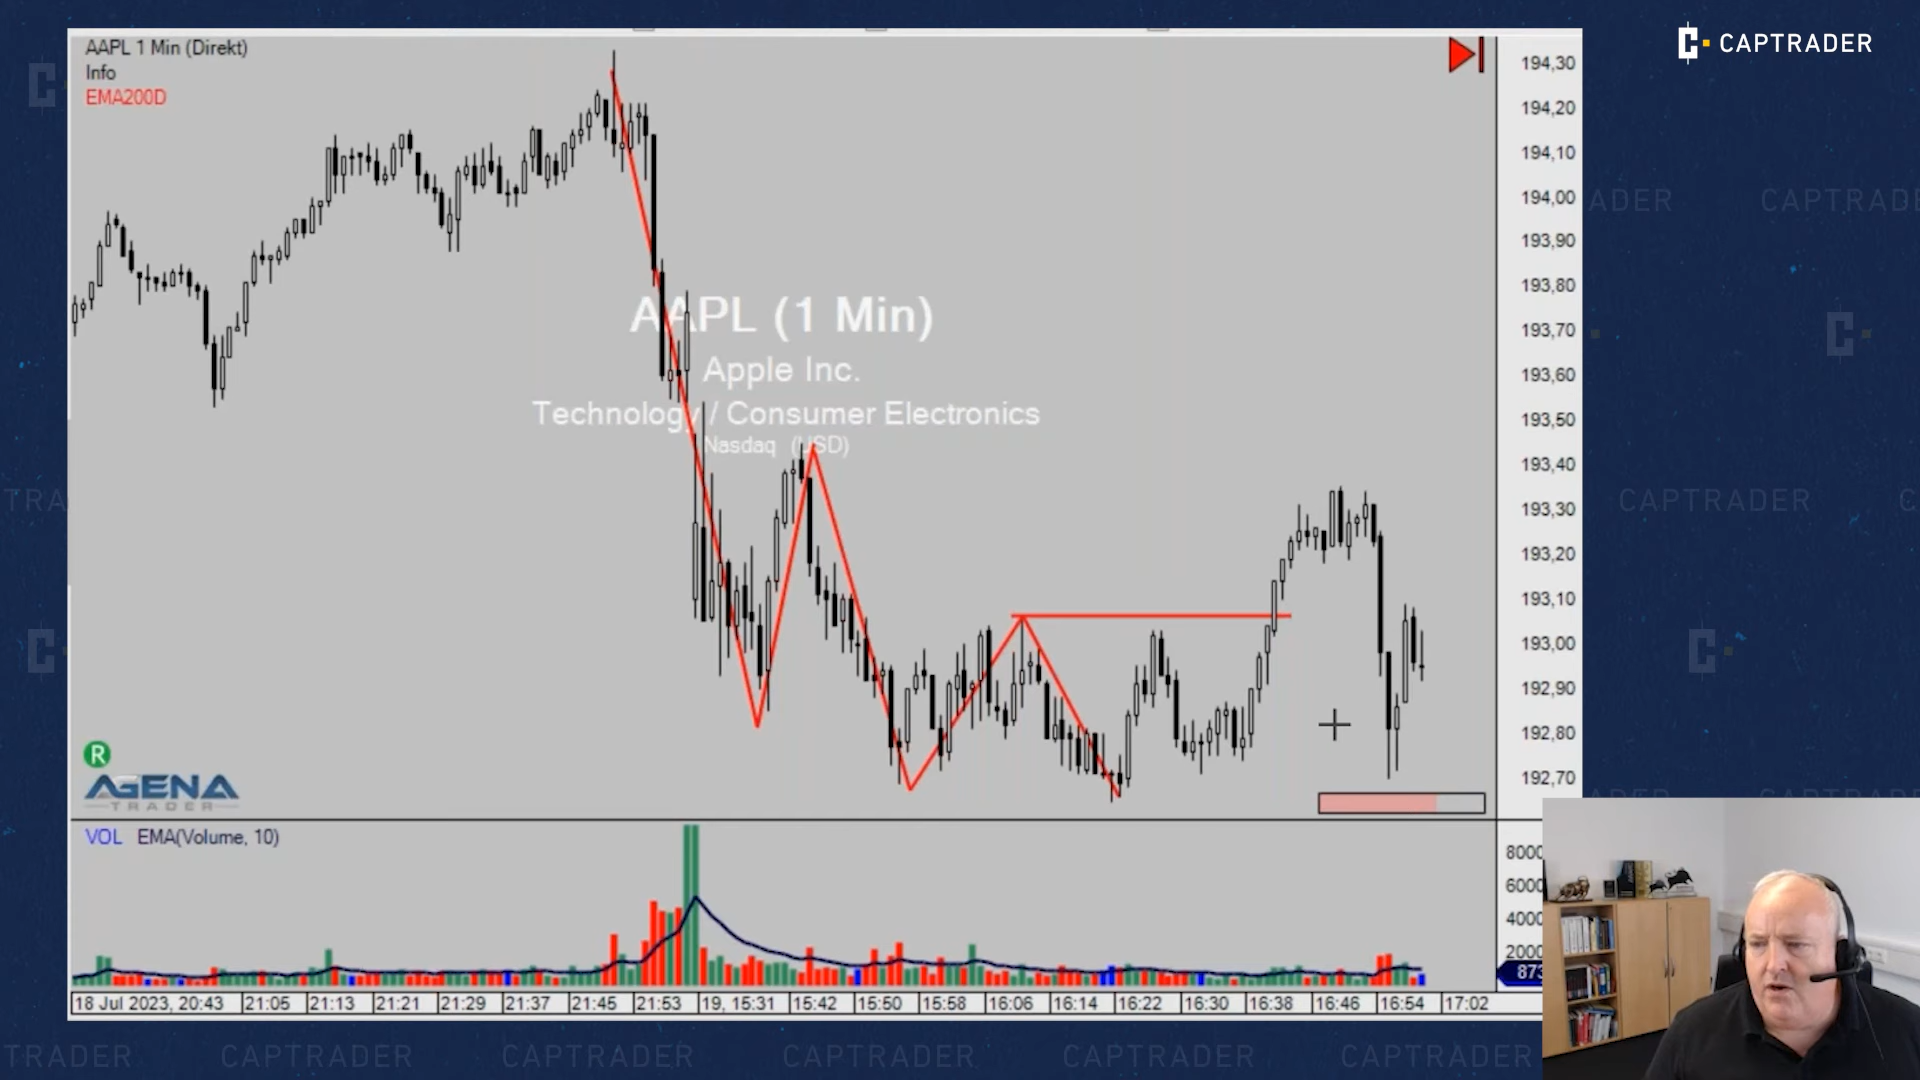 CAPTRADER
AAPL 1 Min (Direkt)
Info
EMA200D
AAPL (1 Min)
Apple Inc.
Technology / Consumer Electronics
Nasdaq (USD)
194,30
194,20
194,10
194,00
193,90
193,80
193,70
193,60
193,50
193,40
193,30
193,20
193,10
193,00
192,90
192,80
192,70
R
AGENA
TRADER
VOL EMA(Volume, 10)
8000
6000
4000
2000
873
18 Jul 2023, 20:43 21:05 21:13 21:21 21:29 21:37 21:45 21:53 19, 15:31 15:42 15:50 15:58 16:06 16:14 16:22 16:30 16:38 16:46 16:54 17:02
ADER CAPTRADE
TRA CAPTRADER C
TRADER CAPTRADER CAPTRADER CAPTRADER CAPTRADER CAPTRADER